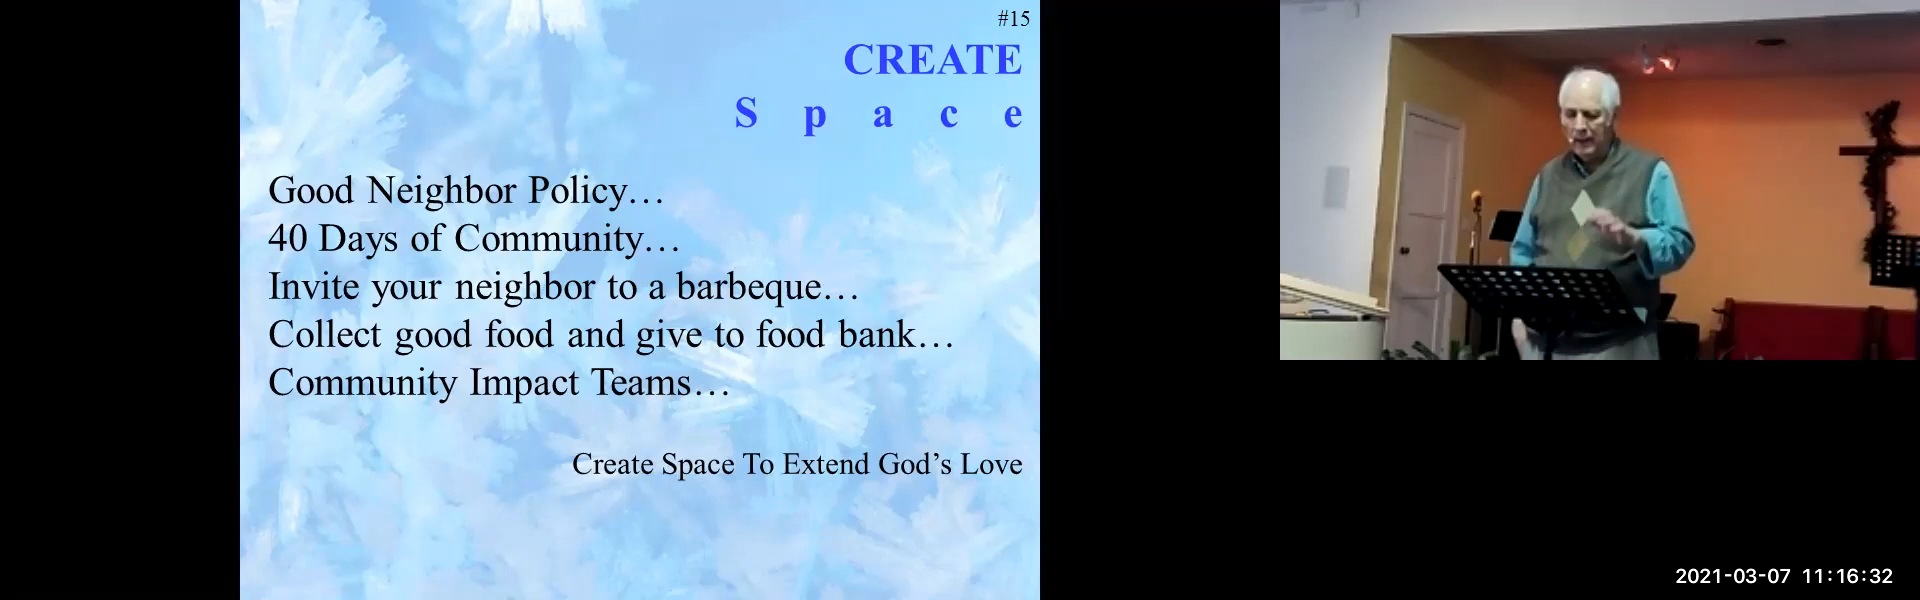 #15
CREATE
S p a c e
Good Neighbor Policy…
40 Days of Community…
Invite your neighbor to a barbeque…
Collect good food and give to food bank…
Community Impact Teams…
Create Space To Extend God’s Love
2021-03-07 11:16:32